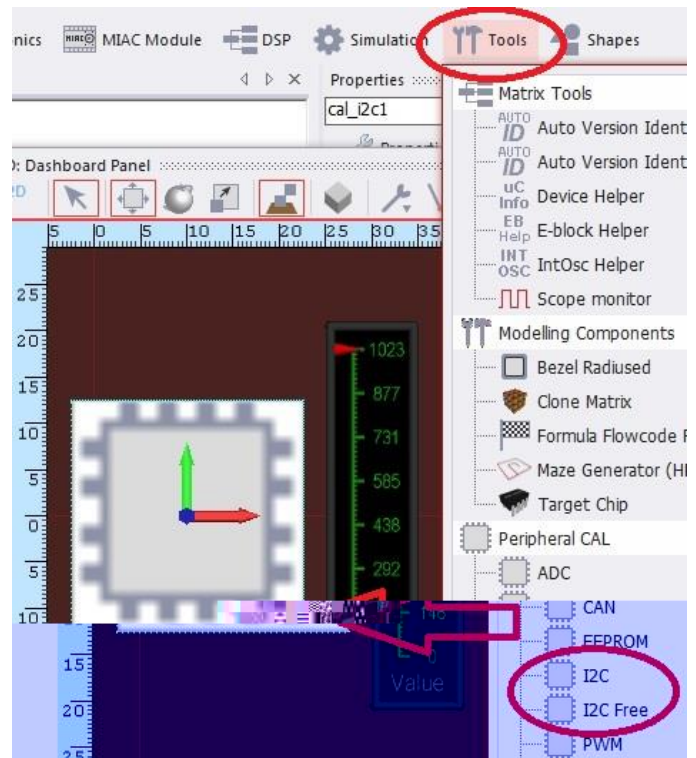 nics MIAC Module DSP Simulation Tools Shapes
Properties
cal_i2c1
D: Dashboard Panel
2D
5 0 5 10 15 20 25 30 35
25
20
15
10
5
0
5
10
15
20
25
1023
877
731
585
438
292
146
0
Value
Matrix Tools
AUTO ID Auto Version Ident
AUTO ID Auto Version Ident
uC Info Device Helper
EB Help E-block Helper
INT OSC IntOsc Helper
Scope monitor
Modelling Components
Bezel Radiused
Clone Matrix
Formula Flowcode
Maze Generator (HI
Target Chip
Peripheral CAL
ADC
CAN
EEPROM
I2C
I2C Free
PWM